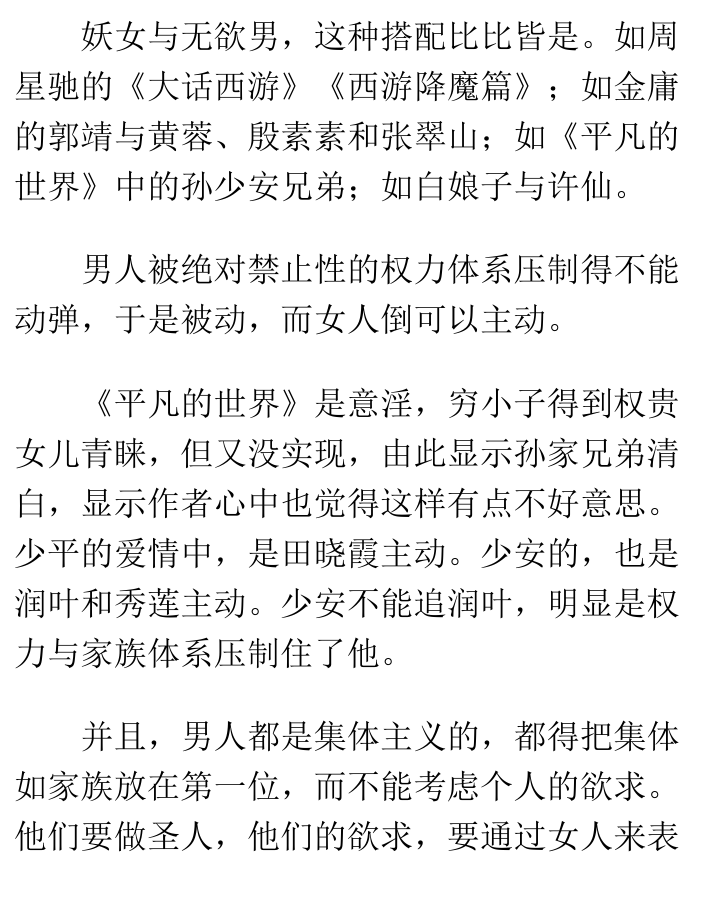 妖女与无欲男，这种搭配比比皆是。如周
星驰的《大话西游》《西游降魔篇》；如金庸
的郭靖与黄蓉、殷素素和张翠山；如《平凡的
世界》中的孙少安兄弟；如白娘子与许仙。
男人被绝对禁止性的权力体系压制得不能
动弹，于是被动，而女人倒可以主动。
《平凡的世界》是意淫，穷小子得到权贵
女儿青睐，但又没实现，由此显示孙家兄弟清
白，显示作者心中也觉得这样有点不好意思。
少平的爱情中，是田晓霞主动。少安的，也是
润叶和秀莲主动。少安不能追润叶，明显是权
力与家族体系压制住了他。
并且，男人都是集体主义的，都得把集体
如家族放在第一位，而不能考虑个人的欲求。
他们要做圣人，他们的欲求，要通过女人来表